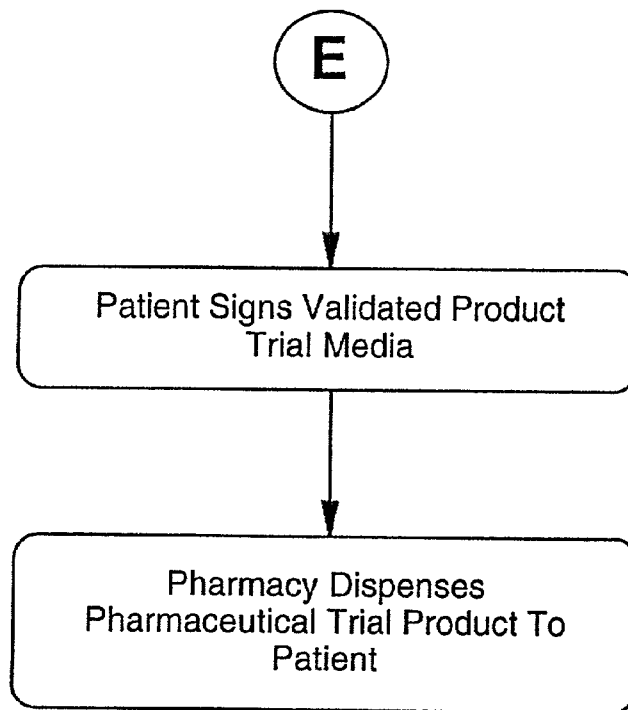 E
Patient Signs Validated Product
Trial Media
Pharmacy Dispenses
Pharmaceutical Trial Product To
Patient